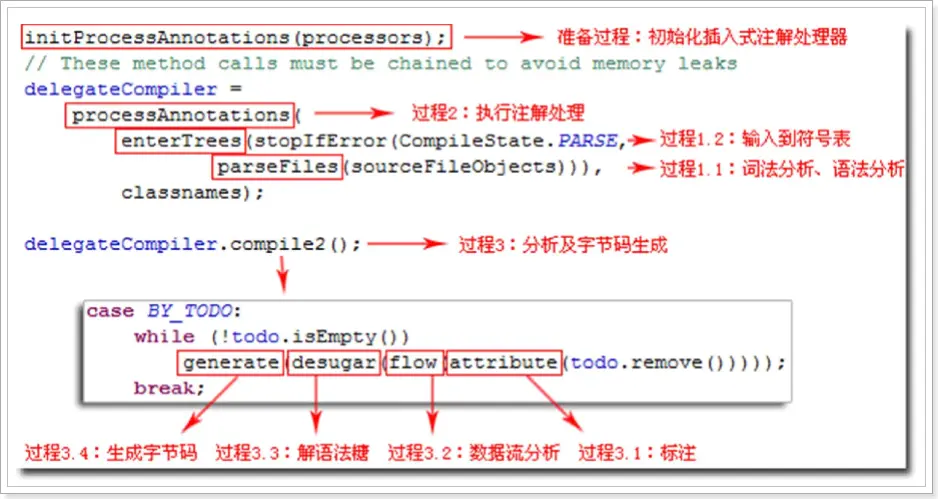 initProcessAnnotations(processors); 准备过程：初始化插入式注解处理器
// These method calls must be chained to avoid memory leaks
delegateCompiler =
processAnnotations( 过程2：执行注解处理
enterTrees(stopIfError(CompileState.PARSE, 过程1.2：输入到符号表
parseFiles(sourceFileObjects))), 过程1.1：词法分析、语法分析
classnames);
delegateCompiler.compile2(); 过程3：分析及字节码生成
case BY_TODO:
while (!todo.isEmpty())
generate(desugar(flow(attribute(todo.remove()))));
break;
过程3.4：生成字节码 过程3.3：解语法糖 过程3.2：数据流分析 过程3.1：标注